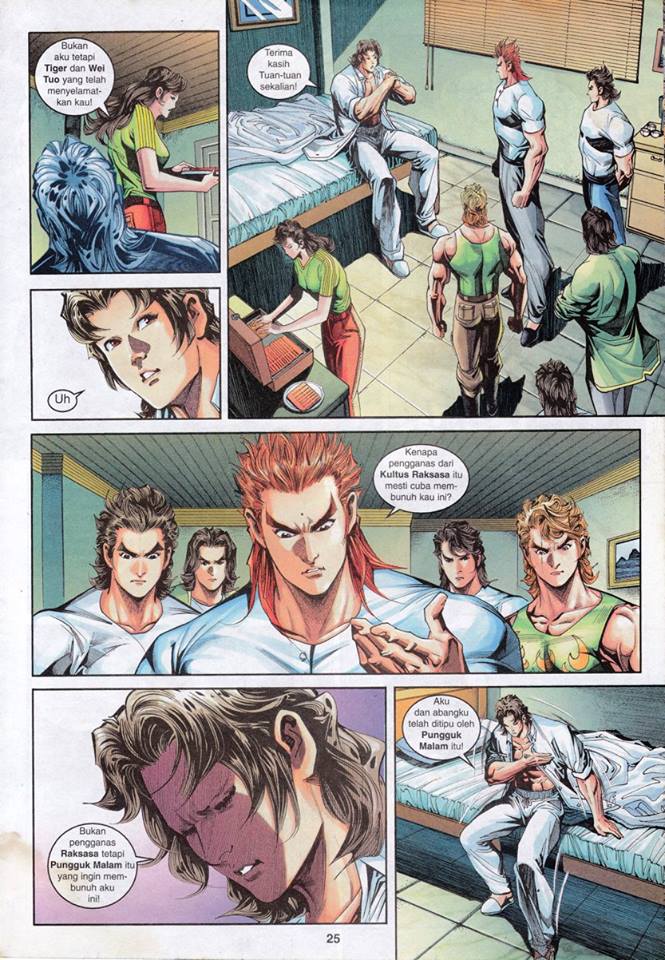 Bukan
aku tetapi
Tiger dan Wei
Tuo yang telah
menyelamat-
kan kau!
Terima
kasih
Tuan-tuan
sekalian!
Uh
Kenapa
pengganas dari
Kultus Raksasa itu
mesti cuba mem-
bunuh kau ini?
Bukan
pengganas
Raksasa tetapi
Pungguk Malam itu
yang ingin mem-
bunuh aku
ini!
Aku
dan abangku
telah ditipu oleh
Pungguk
Malam itu!
25